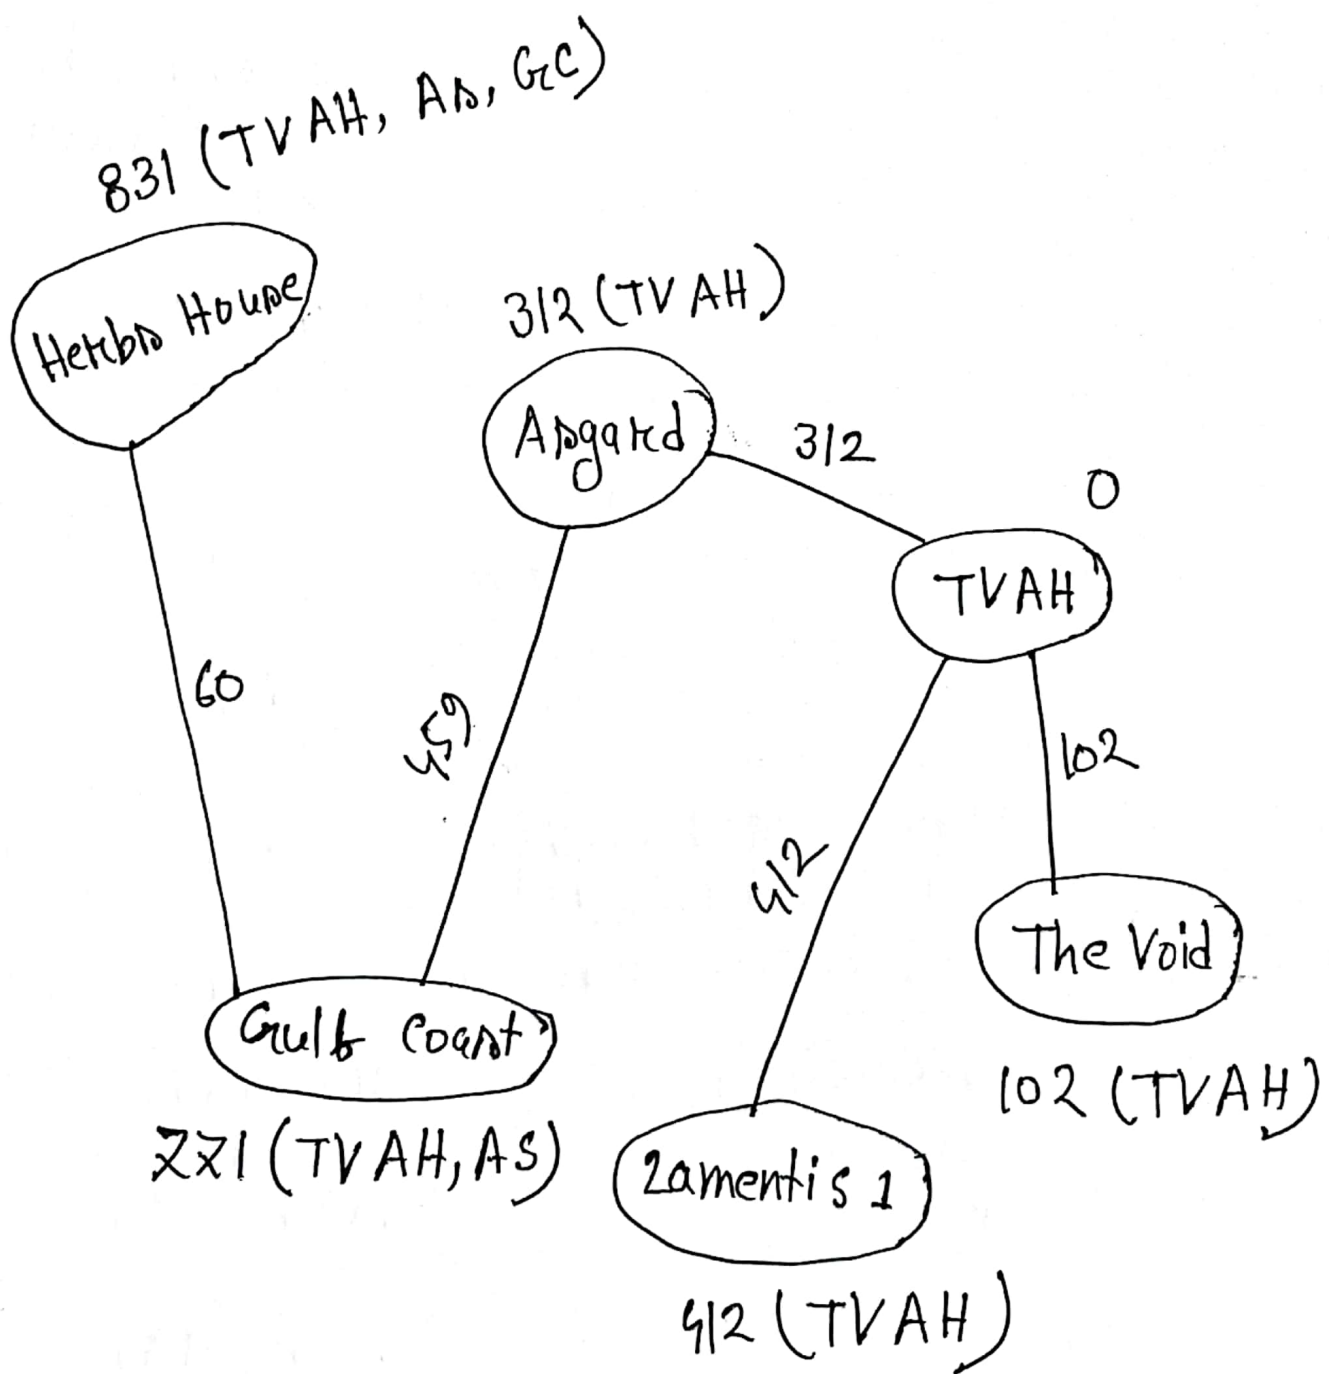 831 (TVAH, As, GC)
Herbs House
312 (TVAH)
Asgard
312
0
TVAH
60
459
102
412
The Void
Gulf coast
102 (TVAH)
771 (TVAH, AS)
Lamentis 1
412 (TVAH)